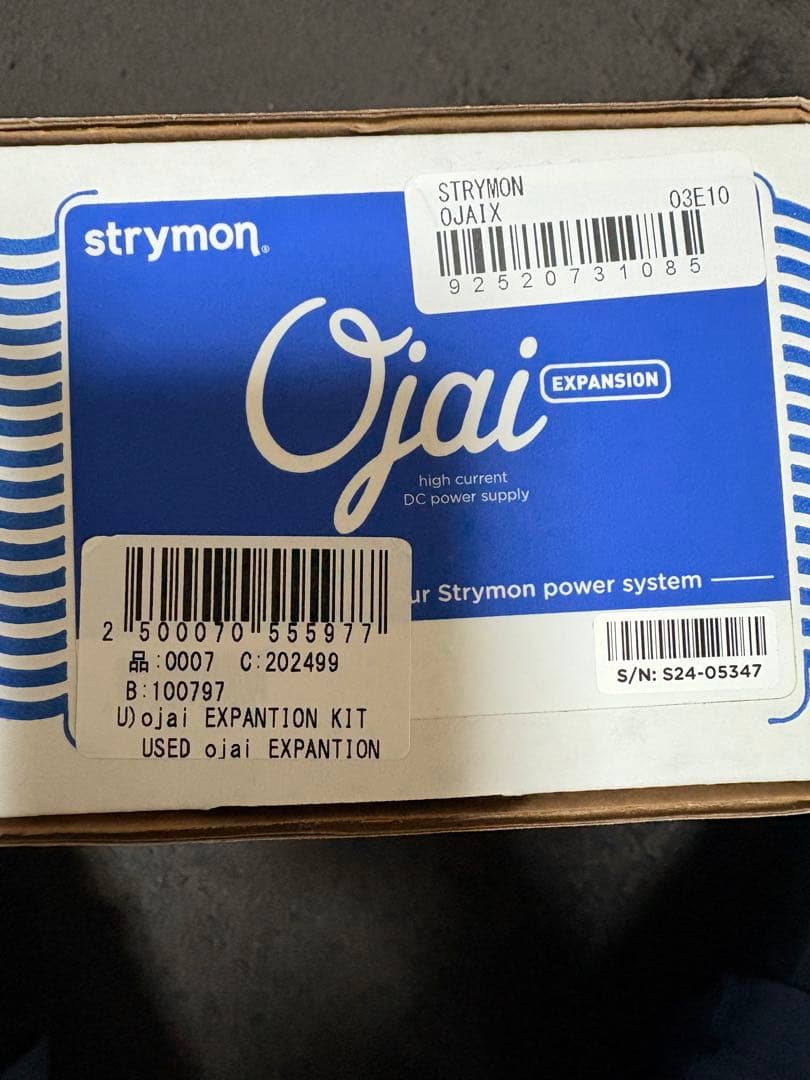 STRYMON
OJAIX 03E10
92520731085
strymon®
Ojai EXPANSION
high current
DC power supply
Strymon power system
S/N: S24-05347
2 500070 555977
品:0007 C:202499
B:100797
U)ojai EXPANTION KIT
USED ojai EXPANTION